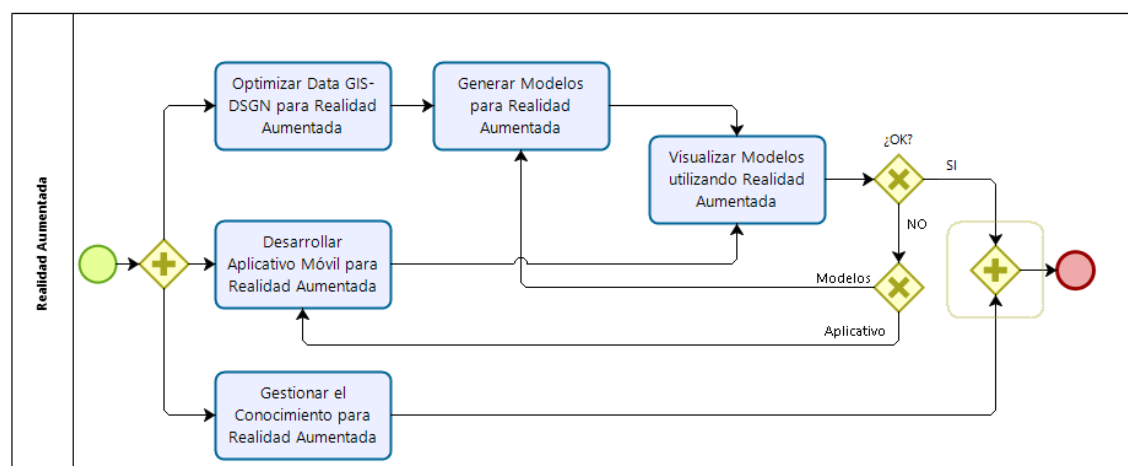 Realidad Aumentada
Optimizar Data GIS-
DSGN para Realidad
Aumentada
Generar Modelos
para Realidad
Aumentada
Visualizar Modelos
utilizando Realidad
Aumentada
¿OK?
SI
NO
Desarrollar
Aplicativo Móvil para
Realidad Aumentada
Modelos
Aplicativo
Gestionar el
Conocimiento para
Realidad Aumentada